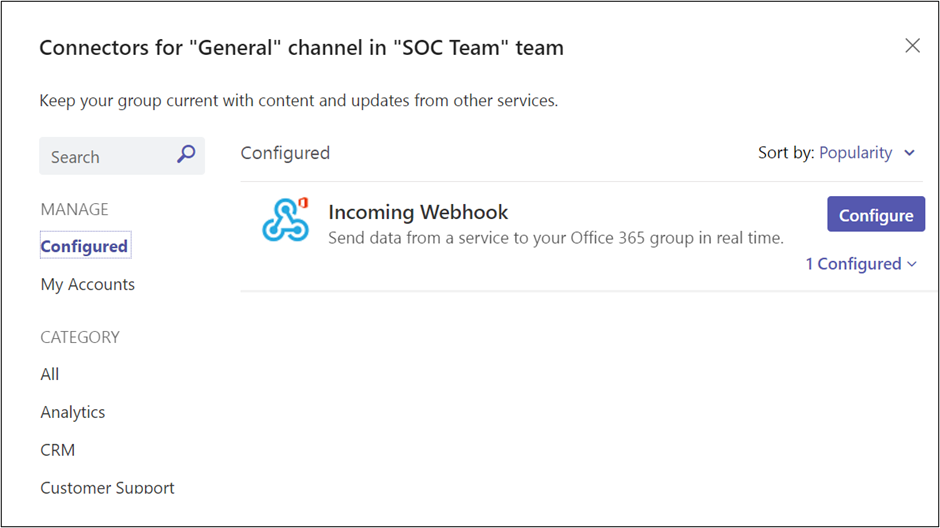 Connectors for "General" channel in "SOC Team" team
Keep your group current with content and updates from other services.
Search
Configured
Sort by: Popularity
MANAGE
Configured
My Accounts
CATEGORY
All
Analytics
CRM
Customer Support
Incoming Webhook
Send data from a service to your Office 365 group in real time.
Configure
1 Configured